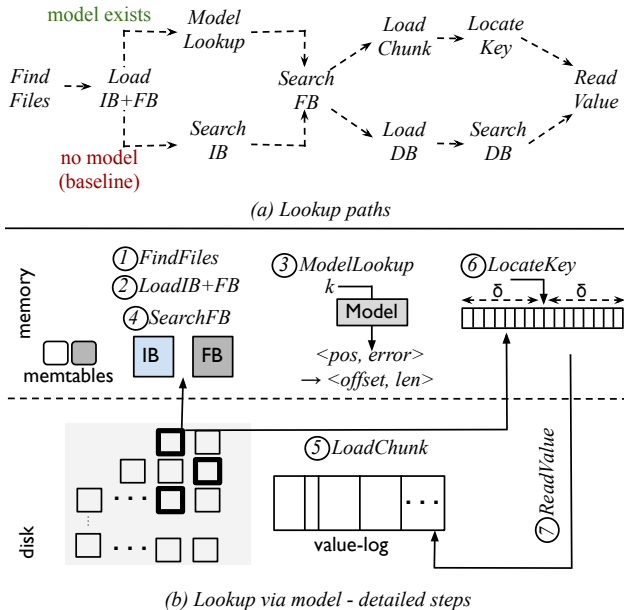 model exists
Model
Lookup
Load
Chunk
Locate
Key
Find
Files
Load
IB+FB
Search
FB
Read
Value
Search
IB
Load
DB
Search
DB
no model
(baseline)
(a) Lookup paths
memory
1 FindFiles
2 LoadIB+FB
4 SearchFB
3 ModelLookup
k
Model
<pos, error>
→ <offset, len>
6 LocateKey
δ δ
IB FB
memtables
disk
5 LoadChunk
value-log
7 ReadValue
(b) Lookup via model - detailed steps